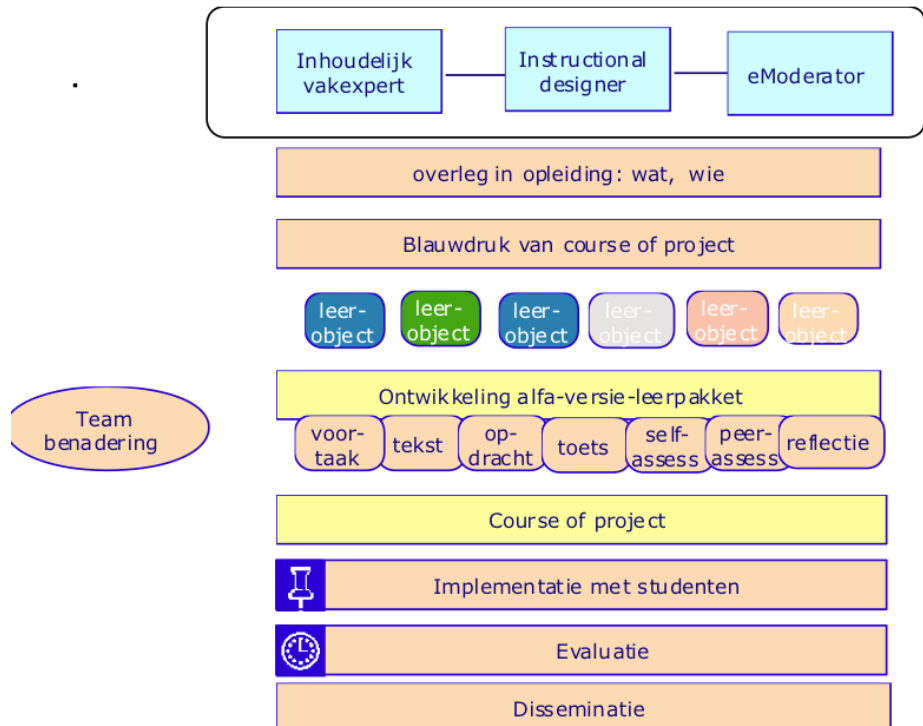 Inhoudelijk
vakexpert
Instructional
designer
eModerator
overleg in opleiding: wat, wie
Blauwdruk van course of project
leer-
object
leer-
object
leer-
object
leer-
object
leer-
object
leer-
object
Team
benadering
Ontwikkeling alfa-versie-leerpakket
voor-
taak
tekst
op-
dracht
toets
self-
assess
peer-
assess
reflectie
Course of project
Implementatie met studenten
Evaluatie
Disseminatie